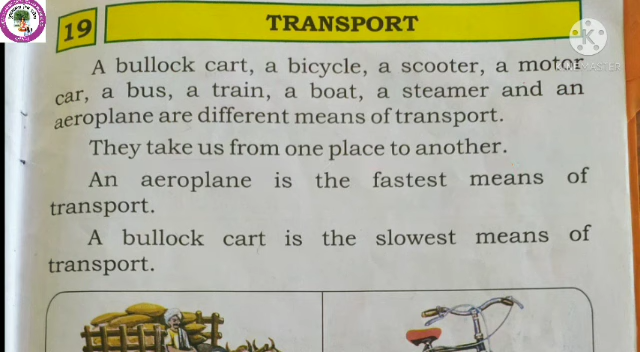 19
TRANSPORT
A bullock cart, a bicycle, a scooter, a motor
car, a bus, a train, a boat, a steamer and an
aeroplane are different means of transport.
They take us from one place to another.
An aeroplane is the fastest means of
transport.
A bullock cart is the slowest means of
transport.